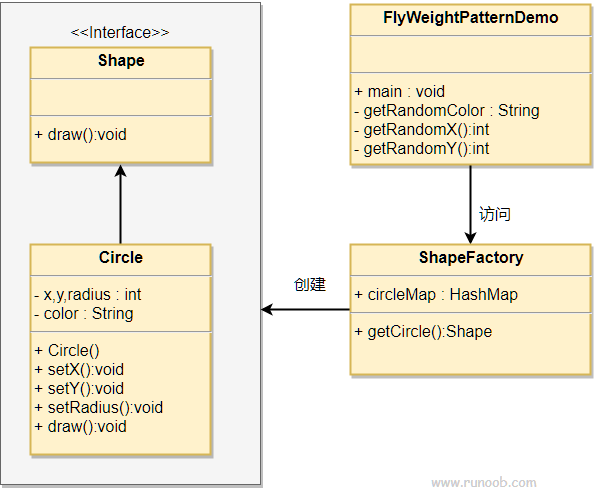 <<Interface>>
Shape
+ draw():void
Circle
- x,y,radius : int
- color : String
+ Circle()
+ setX():void
+ setY():void
+ setRadius():void
+ draw():void
FlyWeightPatternDemo
+ main : void
- getRandomColor : String
- getRandomX():int
- getRandomY():int
访问
创建
ShapeFactory
+ circleMap : HashMap
+ getCircle():Shape
www.runoob.com